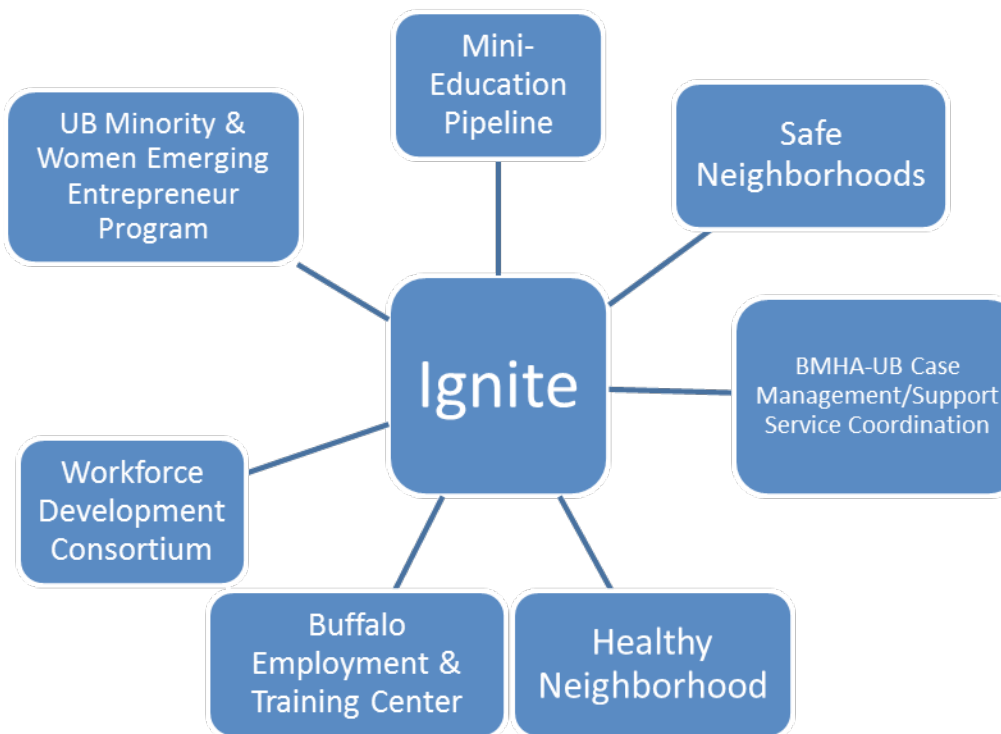 Mini-
Education
Pipeline
Safe
Neighborhoods
BMHA-UB Case
Management/Support
Service Coordination
Healthy
Neighborhood
Buffalo
Employment &
Training Center
Workforce
Development
Consortium
UB Minority &
Women Emerging
Entrepreneur
Program
Ignite